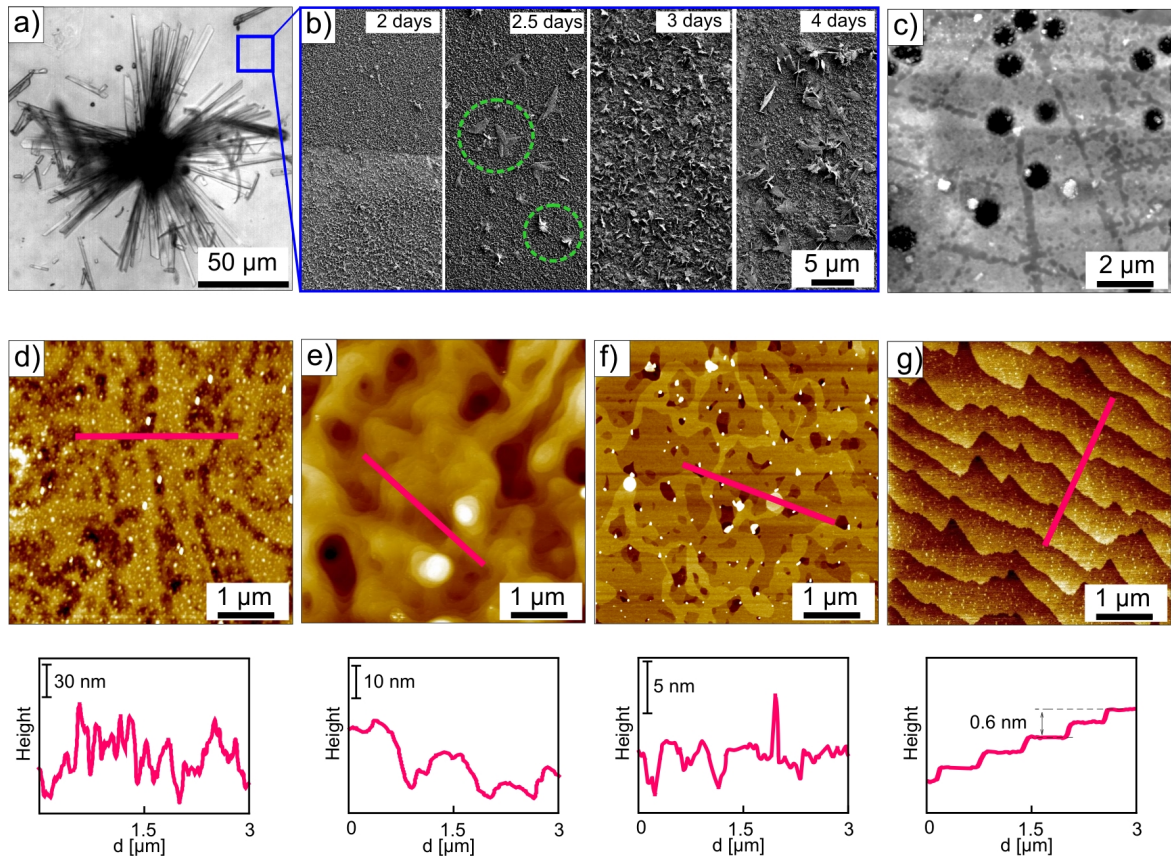 a)
50 µm
b)
2 days
2.5 days
3 days
4 days
5 µm
c)
2 µm
d)
1 µm
e)
1 µm
f)
1 µm
g)
1 µm
30 nm
Height
1.5
3
d [µm]
10 nm
Height
0
1.5
3
d [µm]
5 nm
Height
0
1.5
3
d [µm]
0.6 nm
Height
0
1.5
3
d [µm]